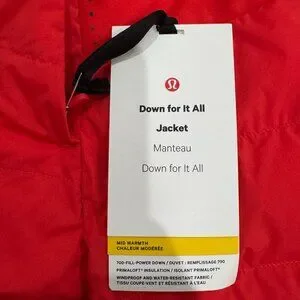 Down for It All
Jacket
Manteau
Down for It All
MID WARMTH
CHALEUR MODÉRÉE
700-FILL-POWER DOWN / DUVET : REMPLISSAGE 700
PRIMALOFT® INSULATION / ISOLANT PRIMALOFT®
WINDPROOF AND WATER-RESISTANT FABRIC /
TISSU COUPE-VENT ET RÉSISTANT À L'EAU